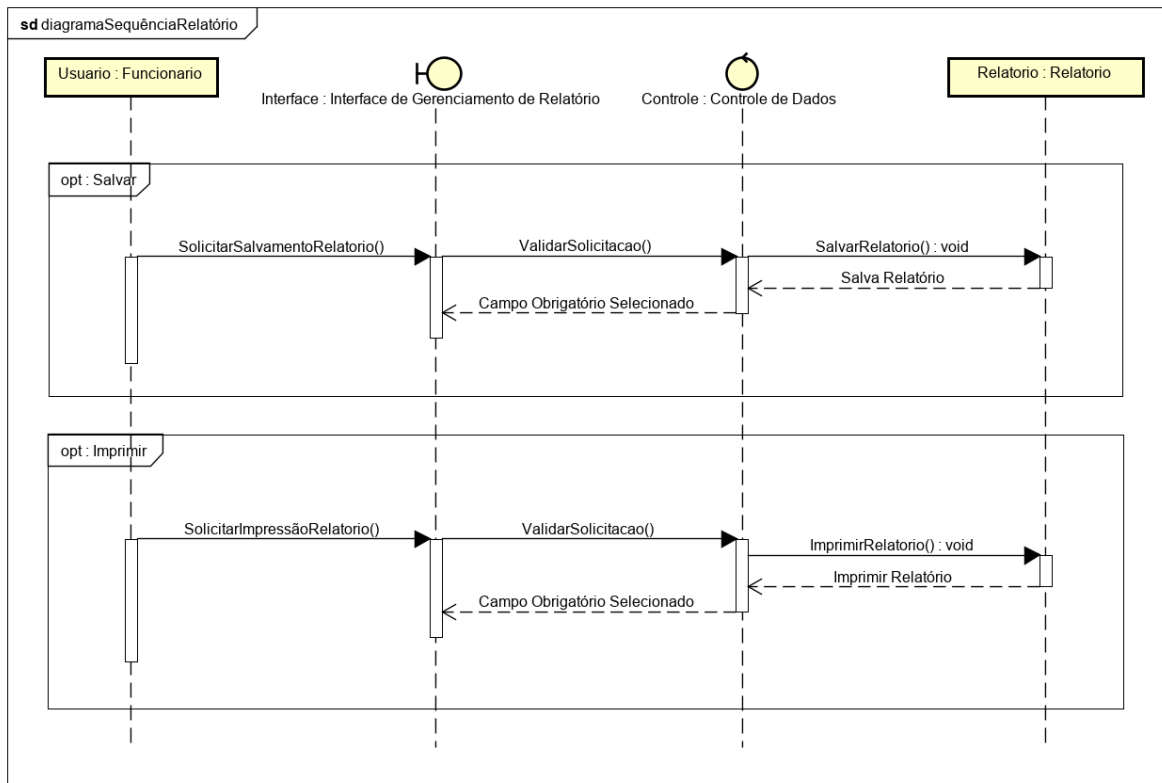 sd diagramaSequênciaRelatório
Usuario : Funcionario
Interface : Interface de Gerenciamento de Relatório
Controle : Controle de Dados
Relatorio : Relatorio
opt : Salvar
SolicitarSalvamentoRelatorio()
ValidarSolicitacao()
SalvarRelatorio() : void
Salva Relatório
Campo Obrigatório Selecionado
opt : Imprimir
SolicitarImpressãoRelatorio()
ValidarSolicitacao()
ImprimirRelatorio() : void
Imprimir Relatório
Campo Obrigatório Selecionado